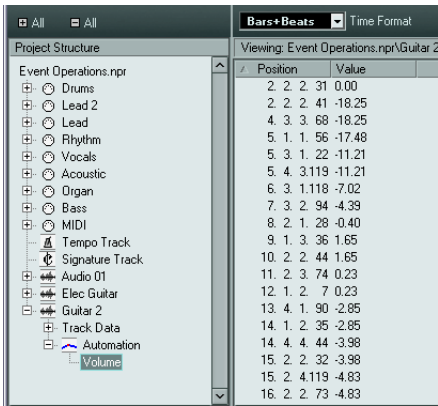 All All Bars+Beats Time Format
Project Structure
Viewing: Event Operations.npr\Guitar 2
Event Operations.npr
Drums
Lead 2
Lead
Rhythm
Vocals
Acoustic
Organ
Bass
MIDI
Tempo Track
Signature Track
Audio 01
Elec Guitar
Guitar 2
Track Data
Automation
Volume
Position Value
2. 2. 2. 31 0.00
2. 2. 2. 41 -18.25
4. 3. 3. 68 -18.25
5. 1. 1. 56 -17.48
5. 3. 1. 22 -11.21
5. 4. 3.119 -11.21
6. 3. 1.118 -7.02
7. 3. 2. 94 -4.39
8. 2. 1. 28 -0.40
9. 1. 3. 36 1.65
10. 2. 2. 44 1.65
11. 2. 3. 74 0.23
12. 1. 2. 7 0.23
13. 4. 1. 90 -2.85
14. 1. 2. 35 -2.85
14. 4. 4. 44 -3.98
15. 2. 2. 32 -3.98
15. 2. 4.119 -4.83
16. 2. 2. 73 -4.83